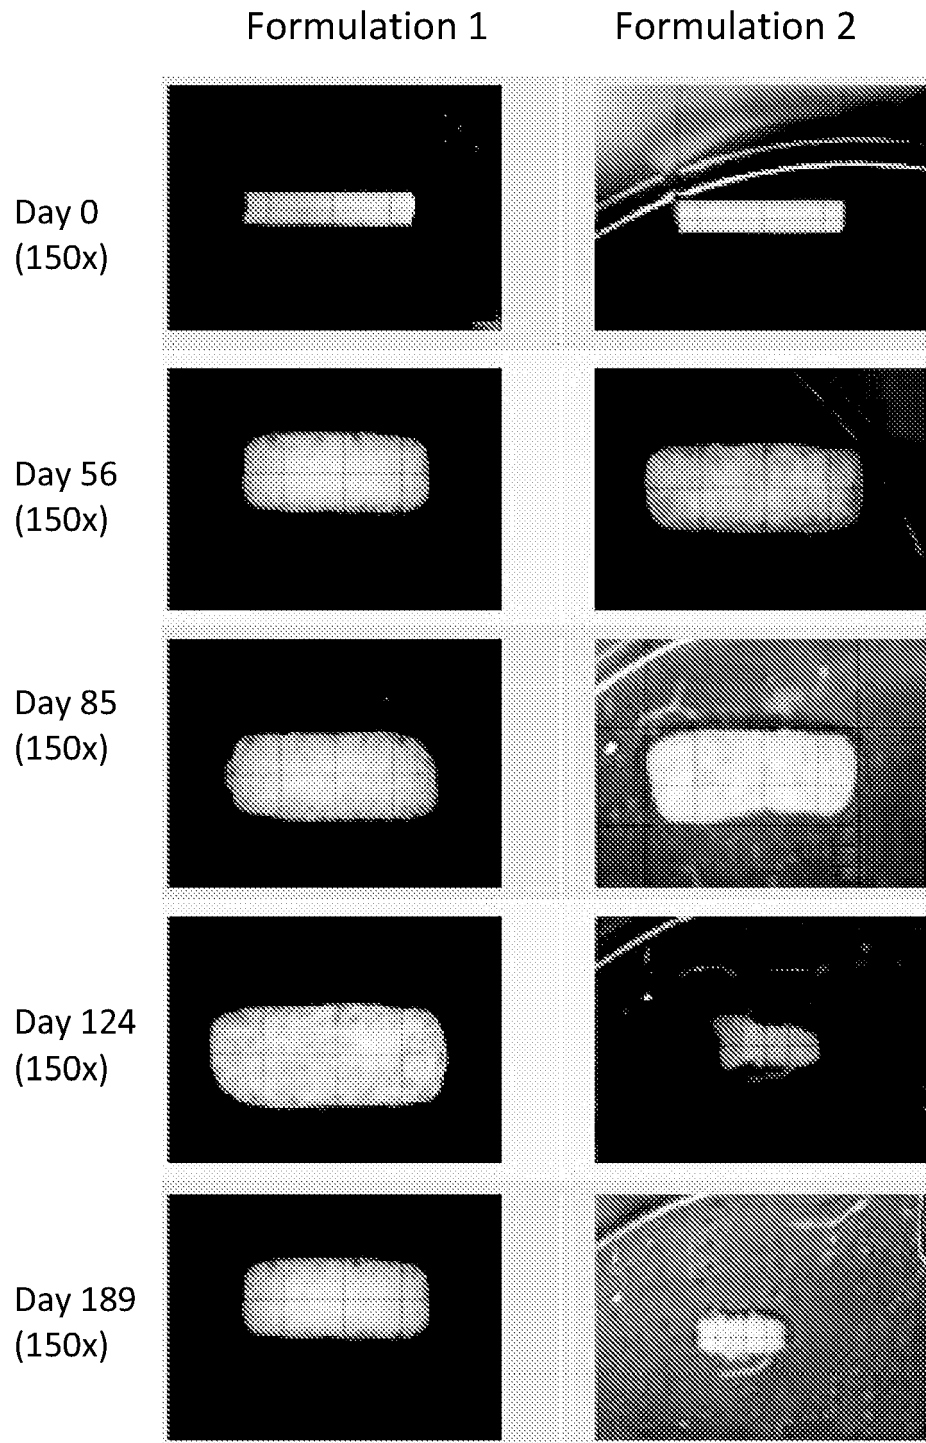 Formulation 1
Formulation 2
Day 0
(150x)
Day 56
(150x)
Day 85
(150x)
Day 124
(150x)
Day 189
(150x)